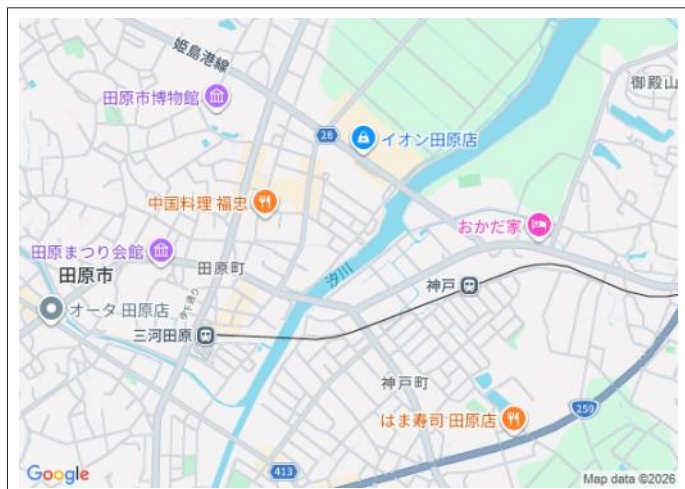 姫島港線
御殿山
田原市博物館
28
イオン田原店
中国料理 福忠
おかだ家
田原まつり会館
田原町
汐川
神戸
田原市
オータ 田原店
三河田原
神戸町
259
はま寿司 田原店
413
Google
Map data ©2026